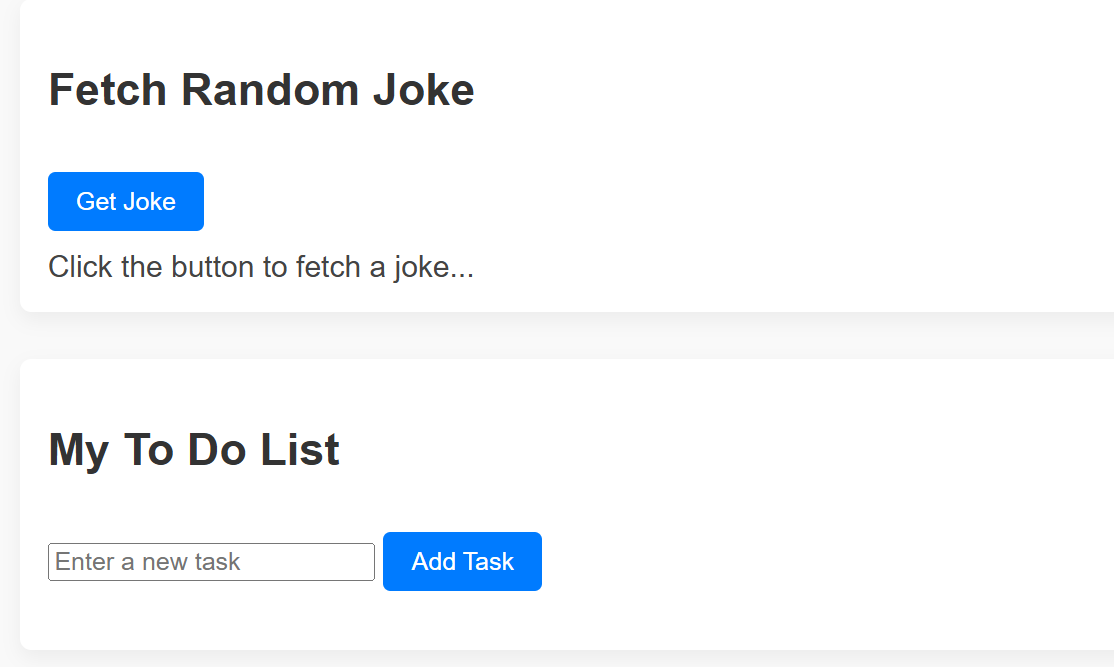 Fetch Random Joke
Get Joke
Click the button to fetch a joke...
My To Do List
Enter a new task Add Task